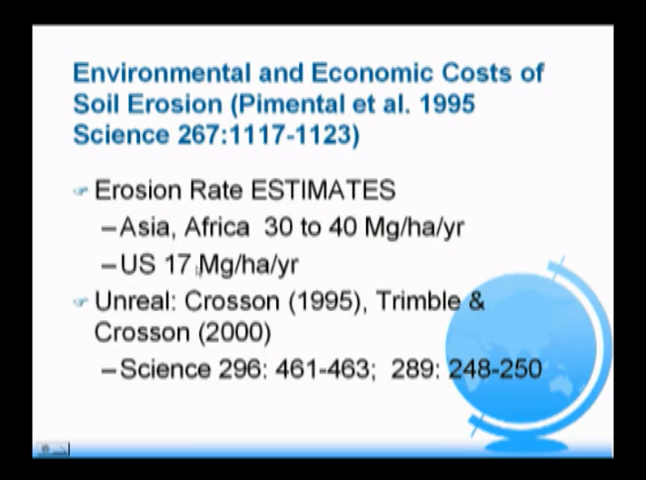 Environmental and Economic Costs of
Soil Erosion (Pimental et al. 1995
Science 267:1117-1123)
Erosion Rate ESTIMATES
–Asia, Africa 30 to 40 Mg/ha/yr
–US 17 Mg/ha/yr
Unreal: Crosson (1995), Trimble &
Crosson (2000)
–Science 296: 461-463; 289: 248-250